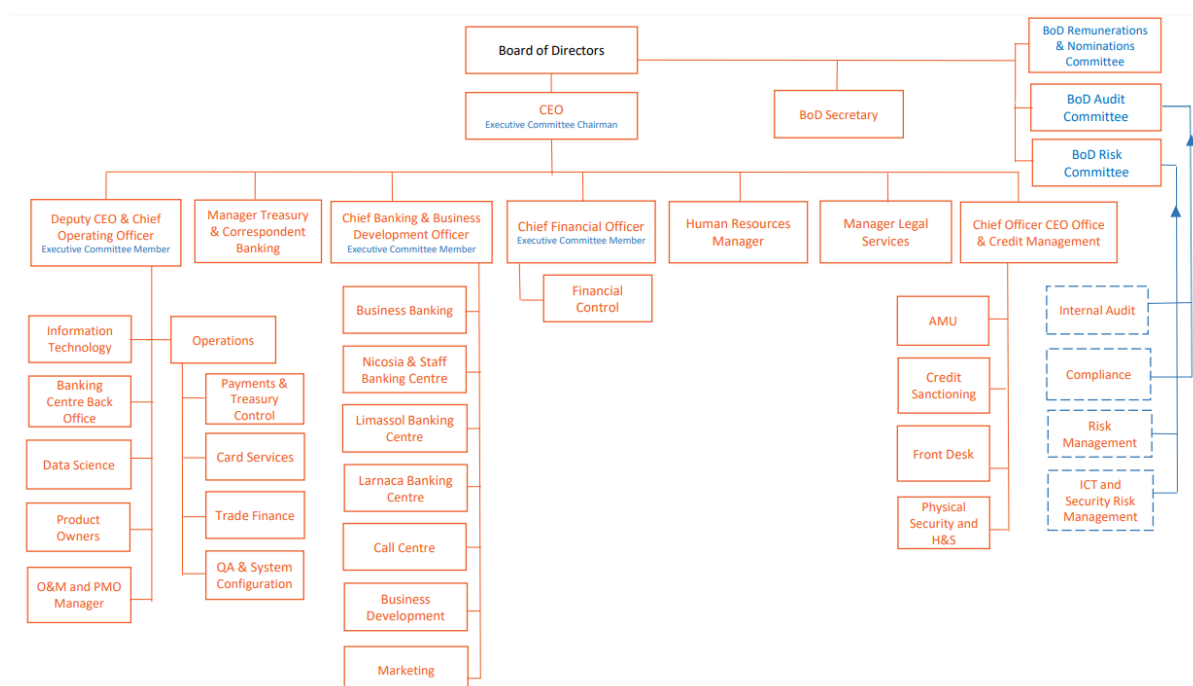 Board of Directors
BoD Remunerations
& Nominations
Committee
CEO
Executive Committee Chairman
BoD Secretary
BoD Audit
Committee
BoD Risk
Committee
Deputy CEO & Chief
Operating Officer
Executive Committee Member
Manager Treasury
& Correspondent
Banking
Chief Banking & Business
Development Officer
Executive Committee Member
Chief Financial Officer
Executive Committee Member
Human Resources
Manager
Manager Legal
Services
Chief Officer CEO Office
& Credit Management
Information
Technology
Banking
Centre Back
Office
Data Science
Product
Owners
O&M and PMO
Manager
Operations
Payments &
Treasury
Control
Card Services
Trade Finance
QA & System
Configuration
Business Banking
Nicosia & Staff
Banking Centre
Limassol Banking
Centre
Larnaca Banking
Centre
Call Centre
Business
Development
Marketing
Financial
Control
AMU
Credit
Sanctioning
Front Desk
Physical
Security and
H&S
Internal Audit
Compliance
Risk
Management
ICT and
Security Risk
Management